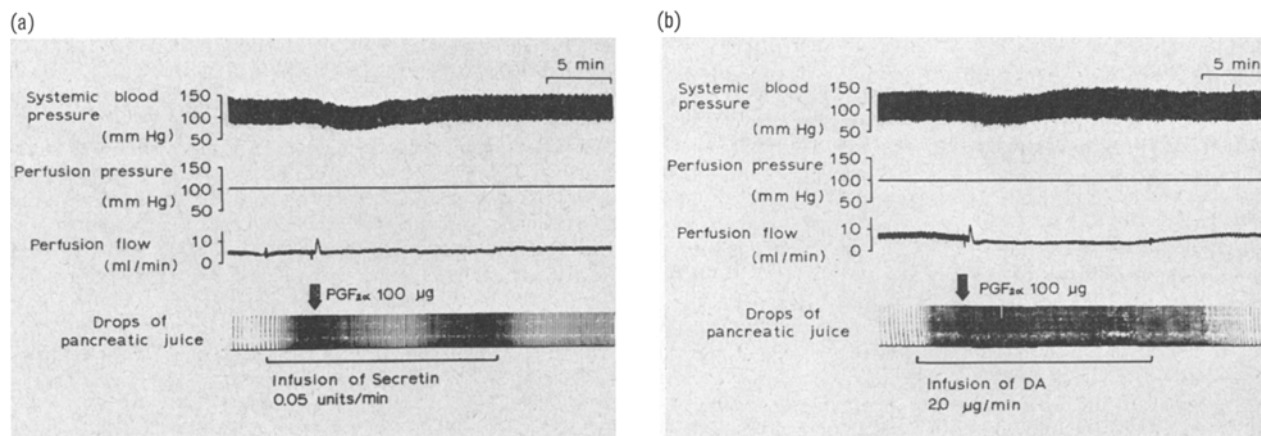 (a)
5 min
Systemic blood 150
pressure 100
(mm Hg) 50
Perfusion pressure 150
100
(mm Hg) 50
Perfusion flow 10
(ml/min) 0
PGF₂α 100 μg
Drops of
pancreatic juice
Infusion of Secretin
0.05 units/min
(b)
5 min
Systemic blood 150
pressure 100
(mm Hg) 50
Perfusion pressure 150
100
(mm Hg) 50
Perfusion flow 10
(ml/min) 0
PGF₂α 100 μg
Drops of
pancreatic juice
Infusion of DA
2.0 μg/min